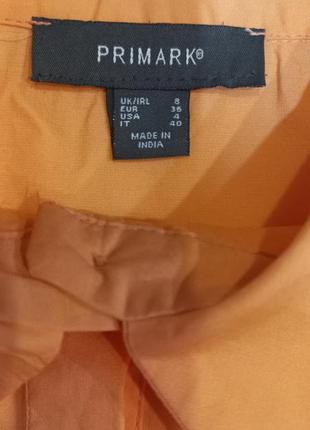 PRIMARK®
UK/IRL 8
EUR 36
USA 4
IT 40
MADE IN
INDIA